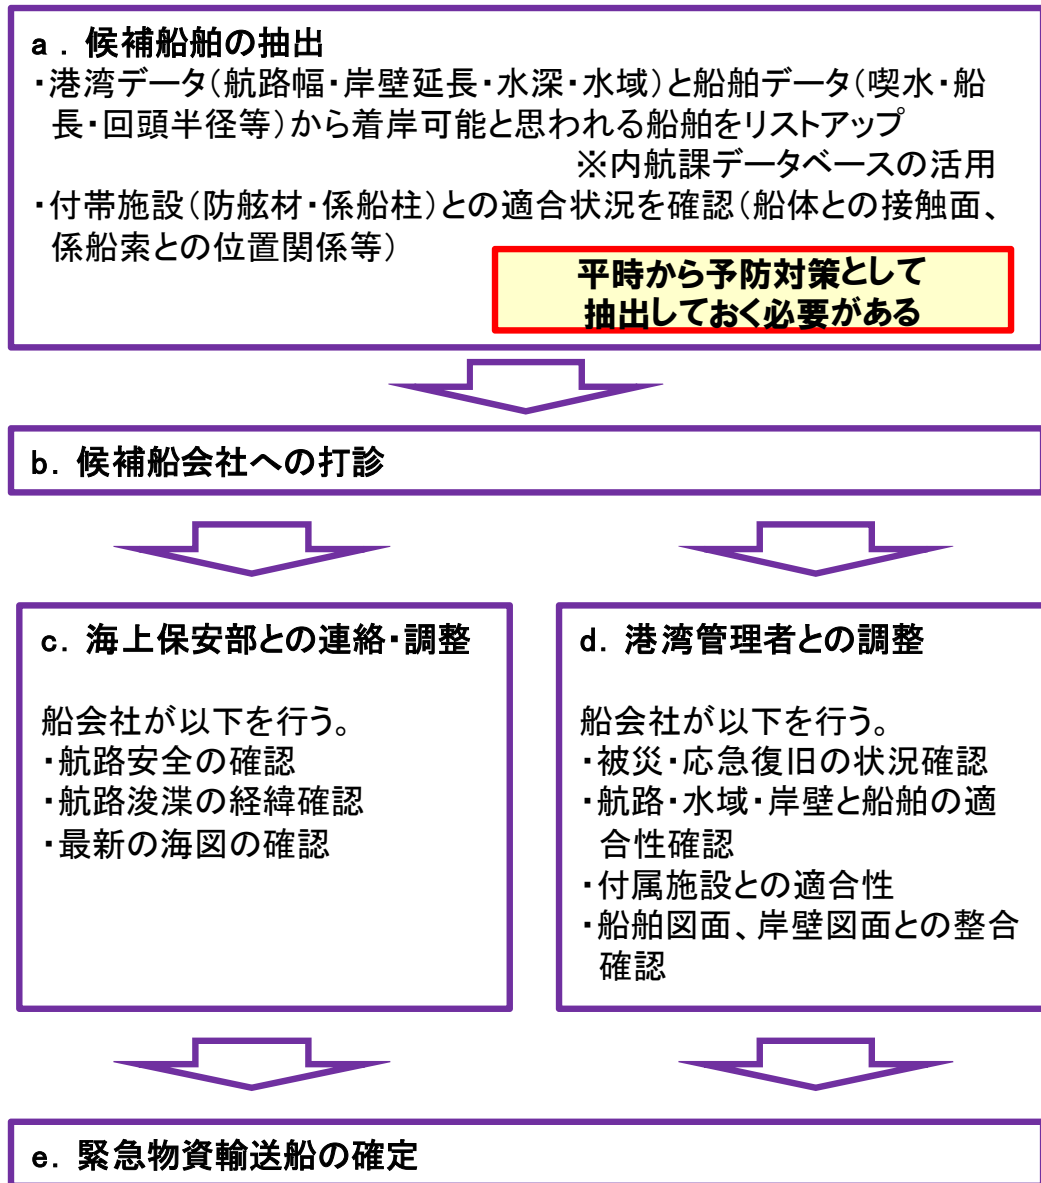 a．候補船舶の抽出
・港湾データ（航路幅・岸壁延長・水深・水域）と船舶データ（喫水・船
長・回頭半径等）から着岸可能と思われる船舶をリストアップ
※内航課データベースの活用
・付帯施設（防舷材・係船柱）との適合状況を確認（船体との接触面、
係船索との位置関係等）
平時から予防対策として
抽出しておく必要がある
b．候補船会社への打診
c．海上保安部との連絡・調整
船会社が以下を行う。
・航路安全の確認
・航路浚渫の経緯確認
・最新の海図の確認
d．港湾管理者との調整
船会社が以下を行う。
・被災・応急復旧の状況確認
・航路・水域・岸壁と船舶の適
合性確認
・付属施設との適合性
・船舶図面、岸壁図面との整合
確認
e．緊急物資輸送船の確定